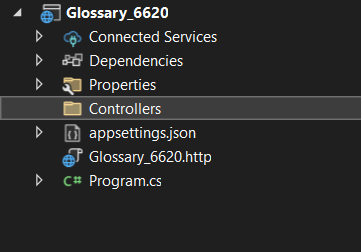 Glossary_6620
Connected Services
Dependencies
Properties
Controllers
appsettings.json
Glossary_6620.http
C# Program.cs